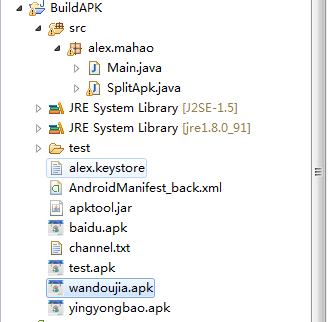 BuildAPK
src
alex.mahao
Main.java
SplitApk.java
JRE System Library [J2SE-1.5]
JRE System Library [jre1.8.0_91]
test
alex.keystore
AndroidManifest_back.xml
apktool.jar
baidu.apk
channel.txt
test.apk
wandoujia.apk
yingyongbao.apk